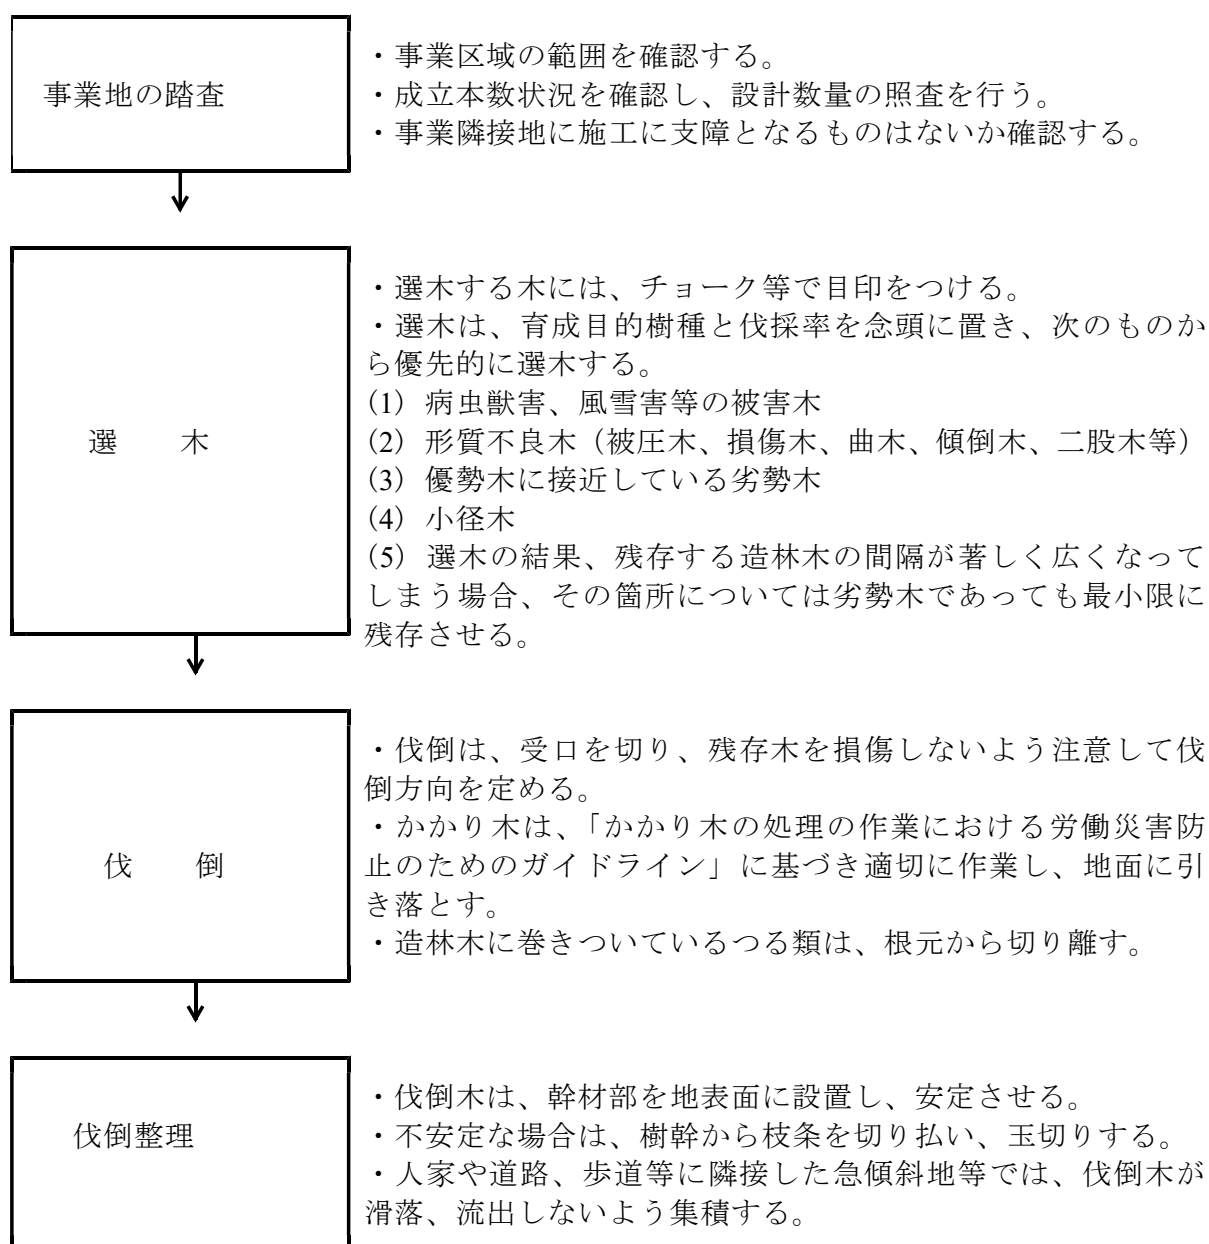 事業地の踏査
・事業区域の範囲を確認する。
・成立本数状況を確認し、設計数量の照査を行う。
・事業隣接地に施工に支障となるものはないか確認する。
選 木
・選木する木には、チョーク等で目印をつける。
・選木は、育成目的樹種と伐採率を念頭に置き、次のものか
ら優先的に選木する。
(1) 病虫獣害、風雪害等の被害木
(2) 形質不良木（被圧木、損傷木、曲木、傾倒木、二股木等）
(3) 優勢木に接近している劣勢木
(4) 小径木
(5) 選木の結果、残存する造林木の間隔が著しく広くなって
しまう場合、その箇所については劣勢木であっても最小限に
残存させる。
伐 倒
・伐倒は、受口を切り、残存木を損傷しないよう注意して伐
倒方向を定める。
・かかり木は、「かかり木の処理の作業における労働災害防
止のためのガイドライン」に基づき適切に作業し、地面に引
き落とす。
・造林木に巻きついているつる類は、根元から切り離す。
伐倒整理
・伐倒木は、幹材部を地表面に設置し、安定させる。
・不安定な場合は、樹幹から枝条を切り払い、玉切りする。
・人家や道路、歩道等に隣接した急傾斜地等では、伐倒木が
滑落、流出しないよう集積する。